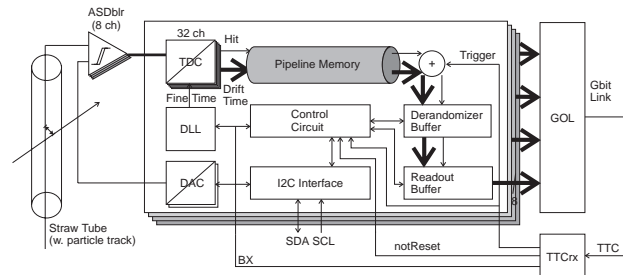 ASDblr
(8 ch)
32 ch
Hit
TDC
Pipeline Memory
+
Trigger
Drift
Time
Fine Time
DLL
Control
Circuit
Derandomizer
Buffer
GOL
Gbit
Link
DAC
I2C Interface
Readout
Buffer
8
Straw Tube
(w. particle track)
SDA SCL
notReset
BX
TTCrx
TTC